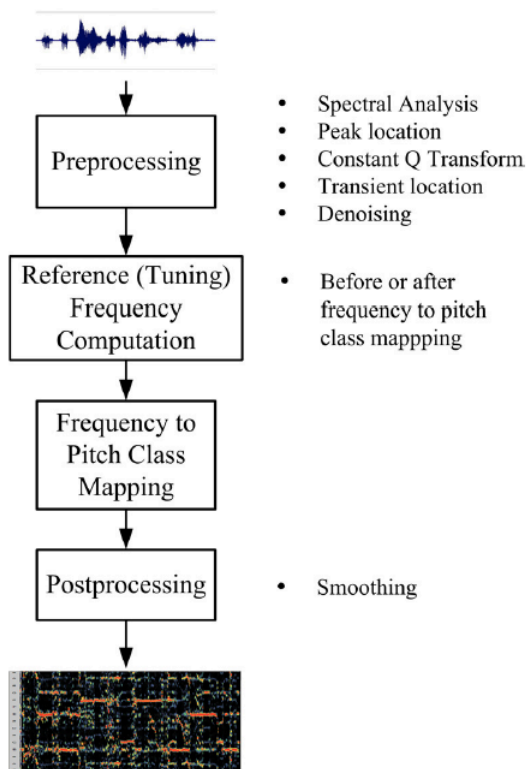 Preprocessing
• Spectral Analysis
• Peak location
• Constant Q Transform
• Transient location
• Denoising
Reference (Tuning)
Frequency
Computation
• Before or after
frequency to pitch
class mappping
Frequency to
Pitch Class
Mapping
Postprocessing
• Smoothing